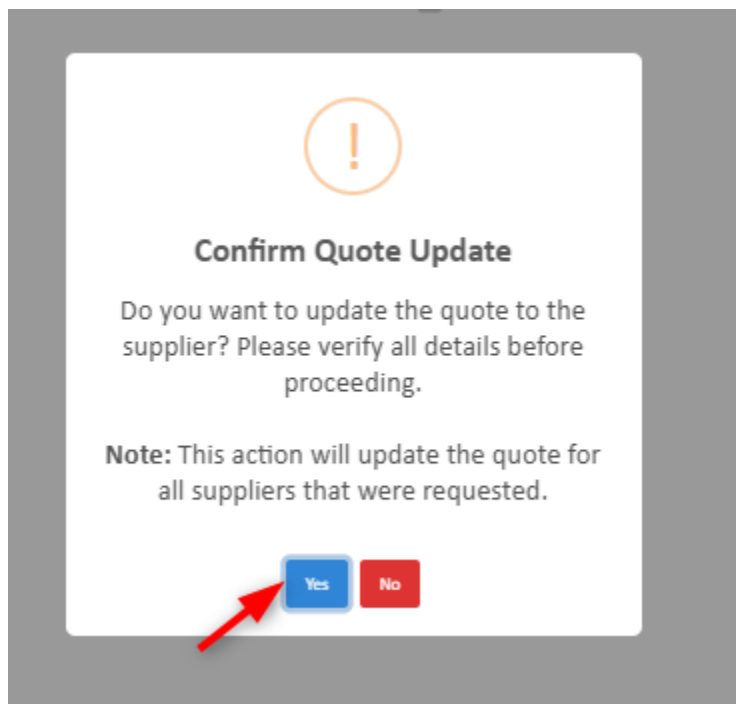 !
Confirm Quote Update
Do you want to update the quote to the
supplier? Please verify all details before
proceeding.
Note: This action will update the quote for
all suppliers that were requested.
Yes No